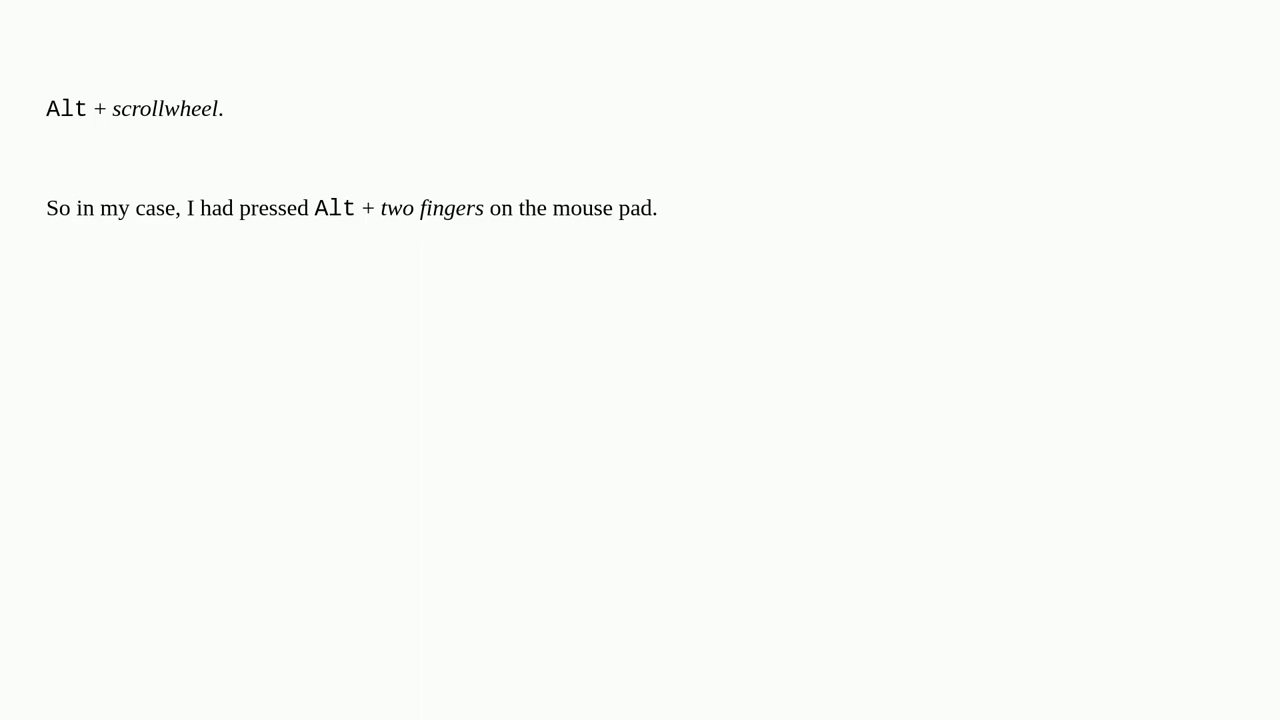 Alt + scrollwheel.
So in my case, I had pressed Alt + two fingers on the mouse pad.